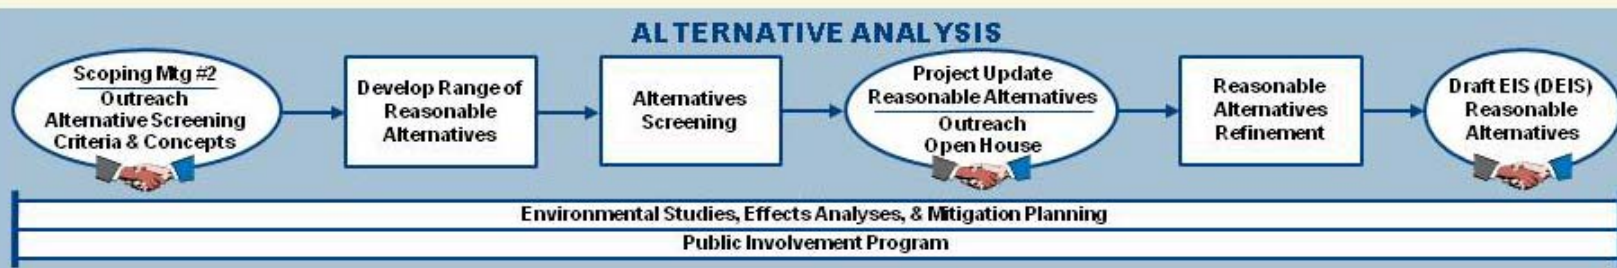 ALTERNATIVE ANALYSIS
Scoping Mtg #2
Outreach
Alternative Screening
Criteria & Concepts
Develop Range of
Reasonable
Alternatives
Alternatives
Screening
Project Update
Reasonable Alternatives
Outreach
Open House
Reasonable
Alternatives
Refinement
Draft EIS (DEIS)
Reasonable
Alternatives
Environmental Studies, Effects Analyses, & Mitigation Planning
Public Involvement Program